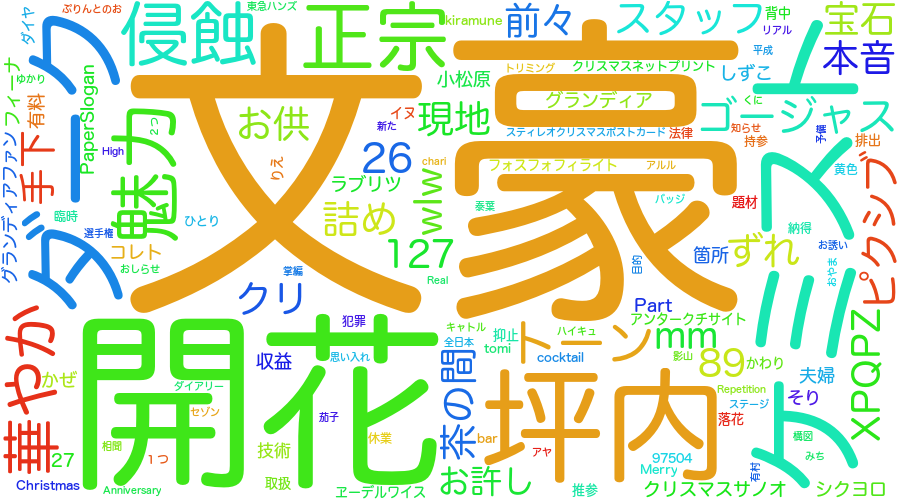 文豪
開花
坪内
ケミスト
ダーク
侵蝕
正宗
前々
スタッフ
宝石
本音
背中
リアル
平成
しずこ
東急ハンズ
kiramune
ぷりんとのお
ダイヤ
小松原
トリミング
クリスマスネットプリント
グランディア
ゴージャス
くに
知らせ
予備
持参
排出
黄色
ステイレオクリスマスポストカード
法律
イヌ
新た
現地
お供
りえ
26
chari
フォスフォフィライト
アルル
バッジ
泰葉
題材
納得
お誘い
おやま
ピクシブ
フィーナ
ゆかり
有料
PaperSlogan
High
2つ
魅力
手下
グランディアファン
臨時
選手権
ひとり
ラブリツ
詰め
wlw
127
コレト
おしらせ
掌編
Real
目的
箇所
ずれ
クリ
Part
アンタークチサイト
mm
華やか
かぜ
27
Christmas
犯罪
収益
思い入れ
ダイアリー
セゾン
茄子
相間
1つ
技術
取扱
休業
Anniversary
ヱーデルワイス
キャトル
全日本
抑止
tomi
ハイキュ
トーン
cocktail
茶の間
bar
お許し
アヤ
推参
影山
89
かわり
夫婦
Repetition
ステージ
そり
落花
構図
みち
有村
97504
Merry
クリスマスサンオ
シクヨロ
XPQPZ